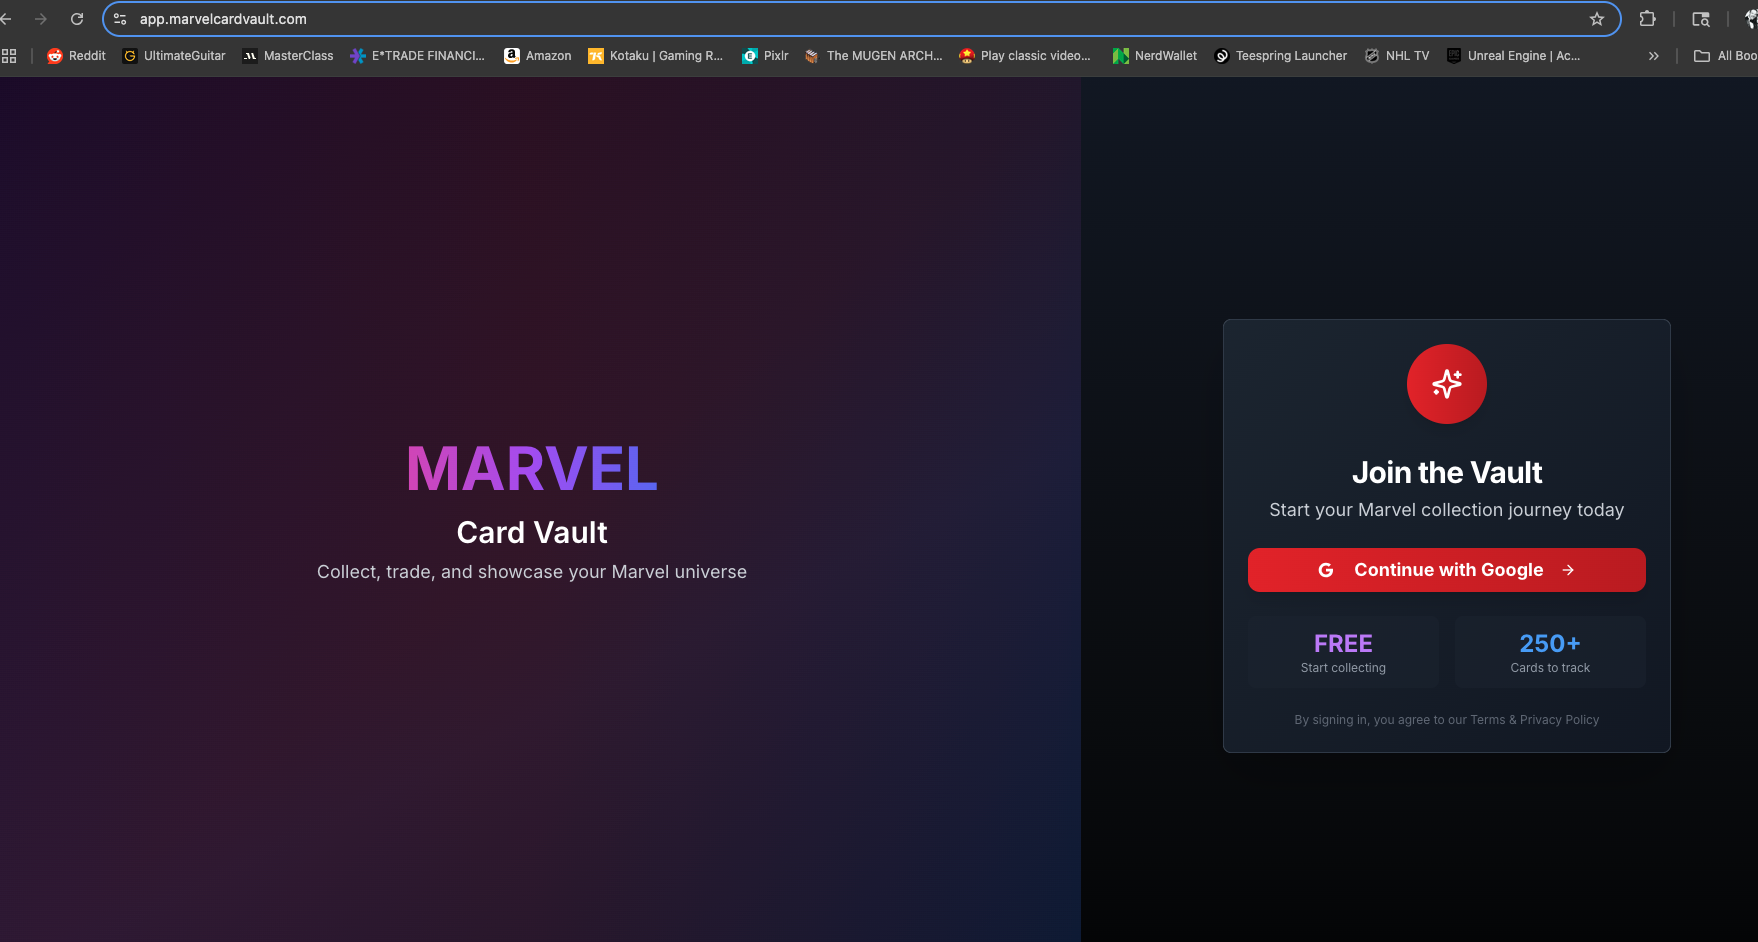 app.marvelcardvault.com
Reddit UltimateGuitar MasterClass E*TRADE FINANCI... Amazon Kotaku | Gaming R... Pixlr The MUGEN ARCH... Play classic video... NerdWallet Teespring Launcher NHL TV Unreal Engine | Ac... » All Boo
MARVEL
Card Vault
Collect, trade, and showcase your Marvel universe
Join the Vault
Start your Marvel collection journey today
G Continue with Google →
FREE 250+
Start collecting Cards to track
By signing in, you agree to our Terms & Privacy Policy